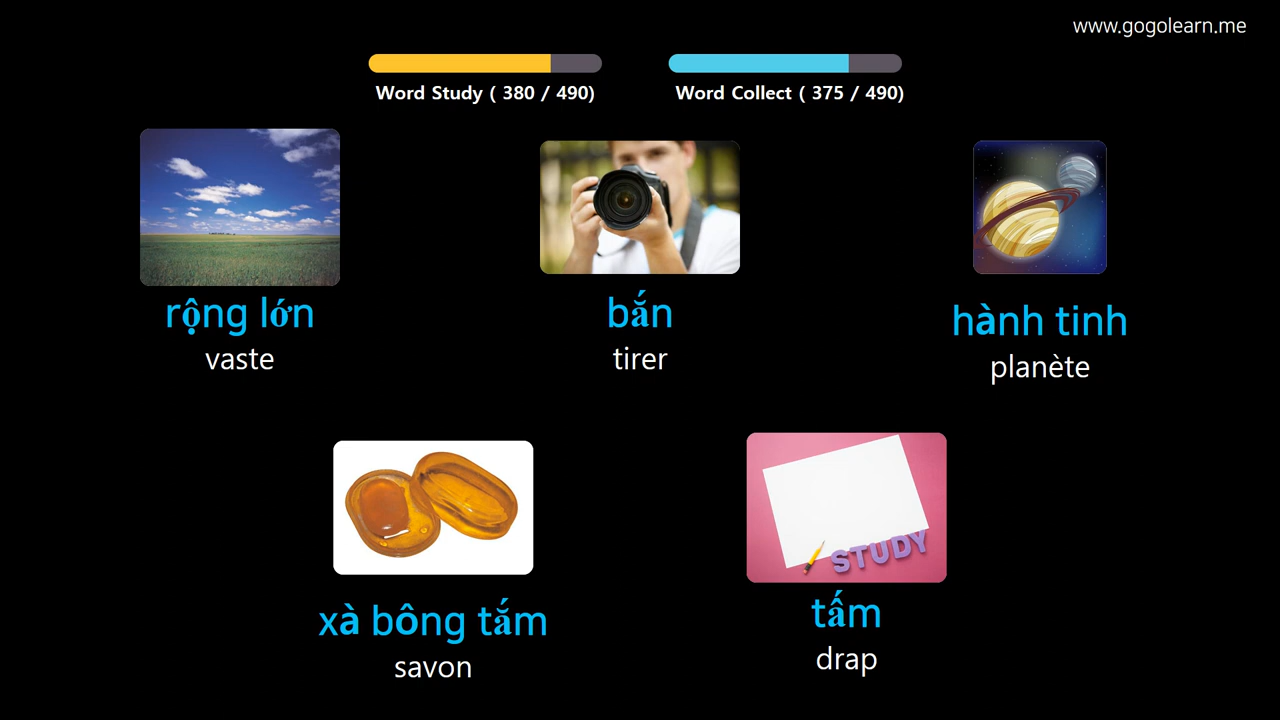 www.gogolearn.me
Word Study ( 380 / 490)
Word Collect ( 375 / 490)
rộng lớn
vaste
bắn
tirer
hành tinh
planète
STUDY
xà bông tắm
savon
tấm
drap